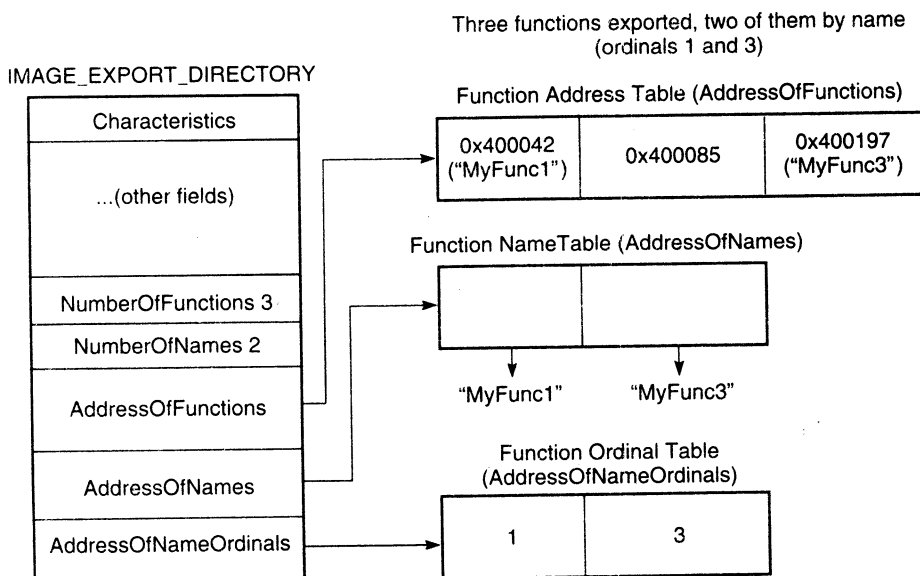 Three functions exported, two of them by name
(ordinals 1 and 3)
IMAGE_EXPORT_DIRECTORY
Characteristics
...(other fields)
NumberOfFunctions 3
NumberOfNames 2
AddressOfFunctions
AddressOfNames
AddressOfNameOrdinals
Function Address Table (AddressOfFunctions)
0x400042
("MyFunc1")
0x400085
0x400197
("MyFunc3")
Function NameTable (AddressOfNames)
“MyFunc1”
“MyFunc3”
Function Ordinal Table
(AddressOfNameOrdinals)
1
3